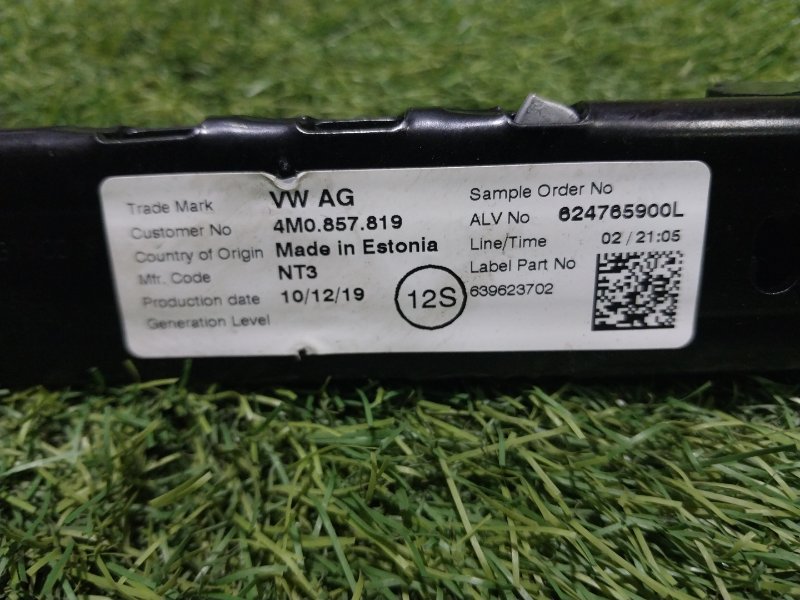 Trade Mark VW AG
Customer No 4M0.857.819
Country of Origin Made in Estonia
Mfr. Code NT3
Production date 10/12/19
Generation Level
12S
Sample Order No
ALV No 624765900L
Line/Time 02 / 21:05
Label Part No
639623702